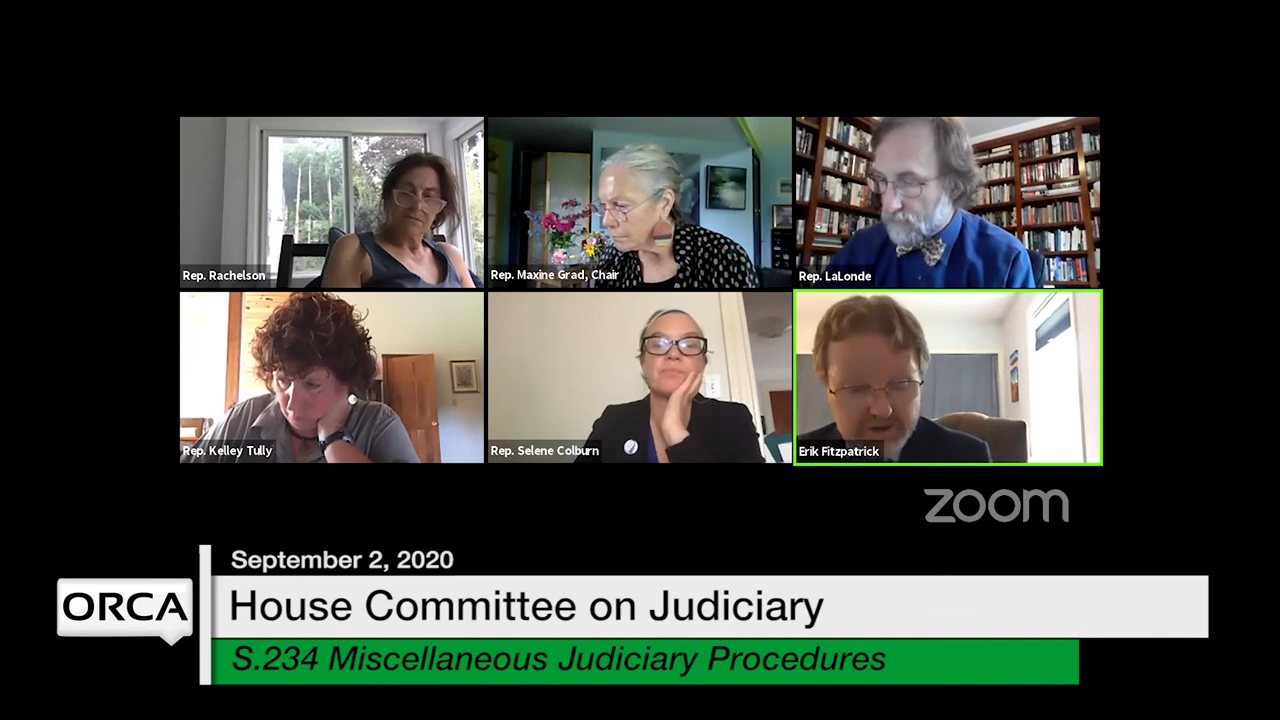 Rep. Rachelson
Rep. Maxine Grad, Chair
Rep. LaLonde
Rep. Kelley Tully
Rep. Selene Colburn
Erik Fitzpatrick
zoom
September 2, 2020
ORCA
House Committee on Judiciary
S.234 Miscellaneous Judiciary Procedures